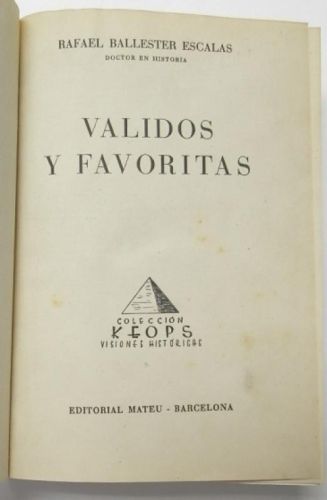 RAFAEL BALLESTER ESCALAS
DOCTOR EN HISTORIA
VALIDOS
Y FAVORITAS
COLECCIÓN
KEOPS
VISIONES HISTÓRICAS
EDITORIAL MATEU - BARCELONA